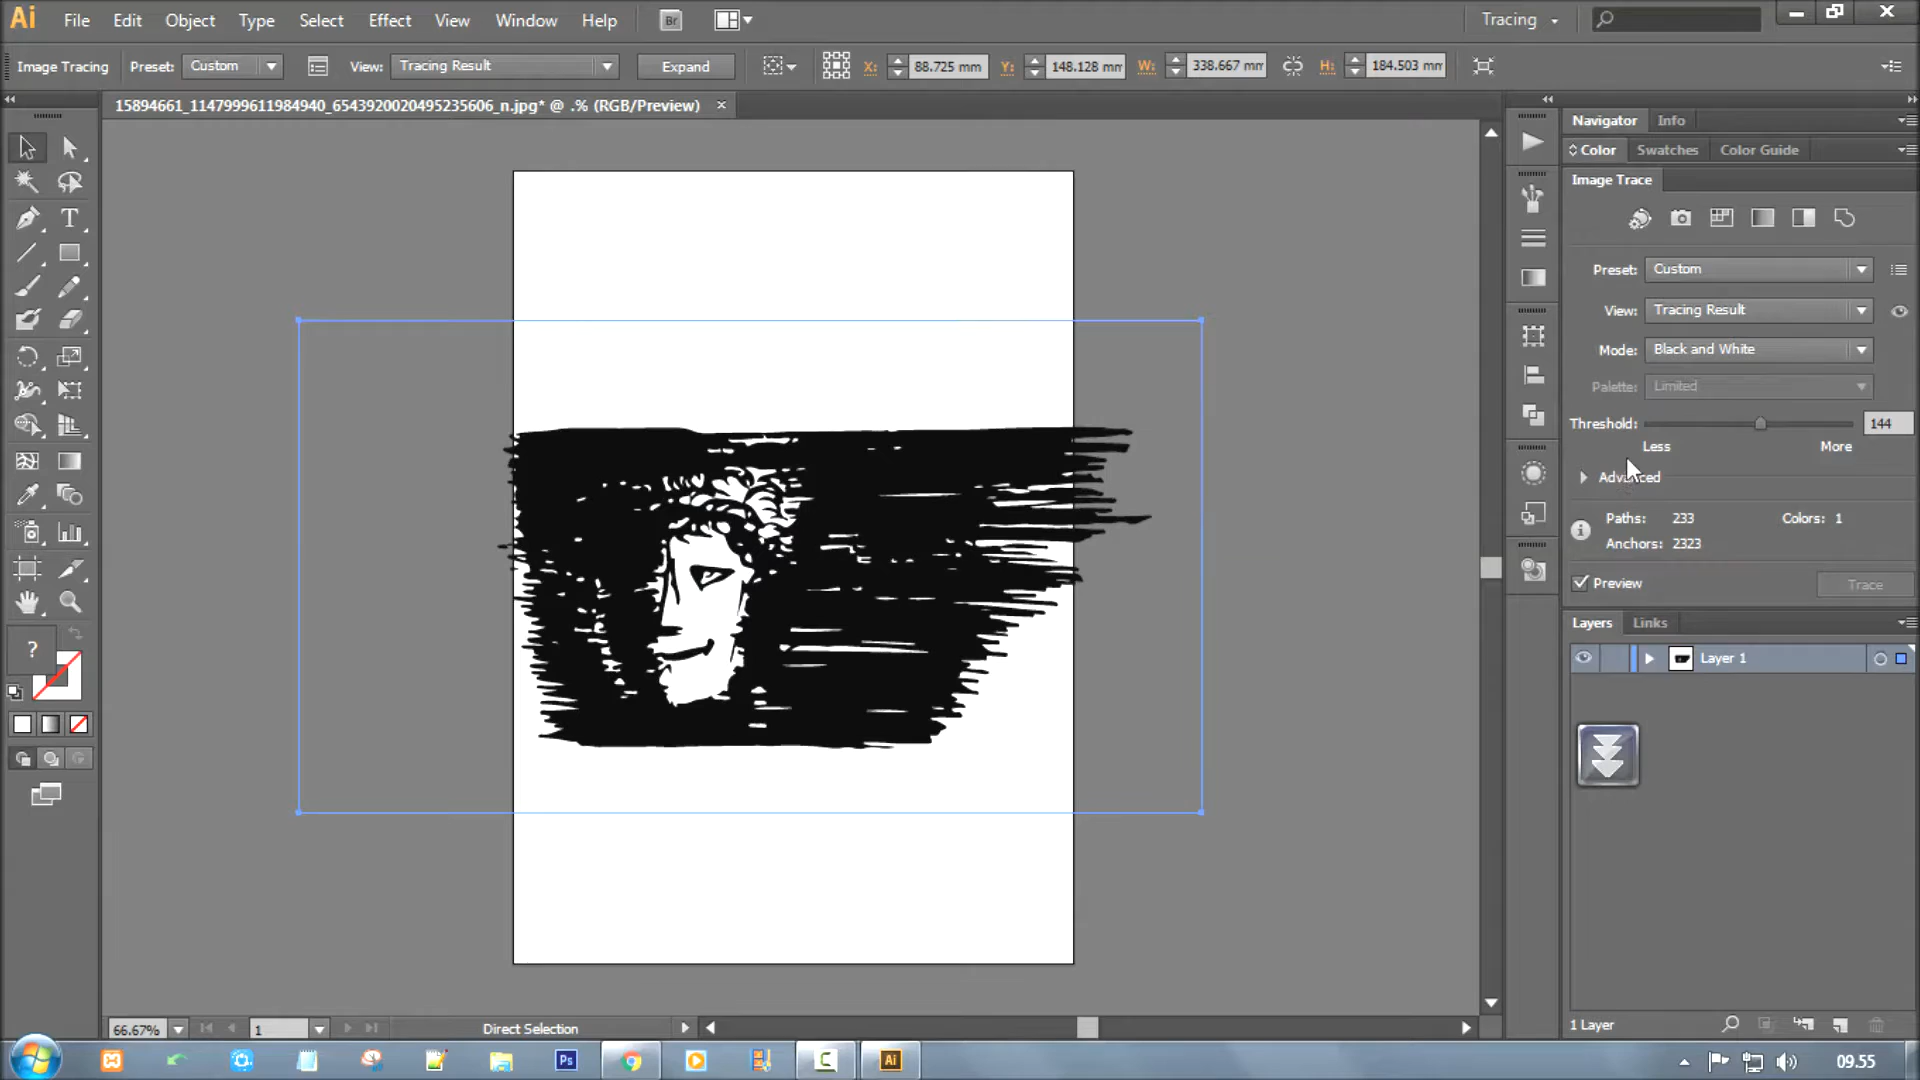 Ai File Edit Object Type Select Effect View Window Help Br Tracing
Image Tracing Preset: Custom View: Tracing Result Expand X: 88.725 mm Y: 148.128 mm W: 338.667 mm H: 184.503 mm
15894661_1147999611984940_6543920020495235606_n.jpg* @ .% (RGB/Preview) ×
Navigator Info
Color Swatches Color Guide
Image Trace
Preset: Custom
View: Tracing Result
Mode: Black and White
Palette: Limited
Threshold: 144
Less More
Advanced
Paths: 233 Colors: 1
Anchors: 2323
Preview Trace
Layers Links
Layer 1
T
?
1 Layer
66.67% 1 Direct Selection
Ps C Ai 09.55